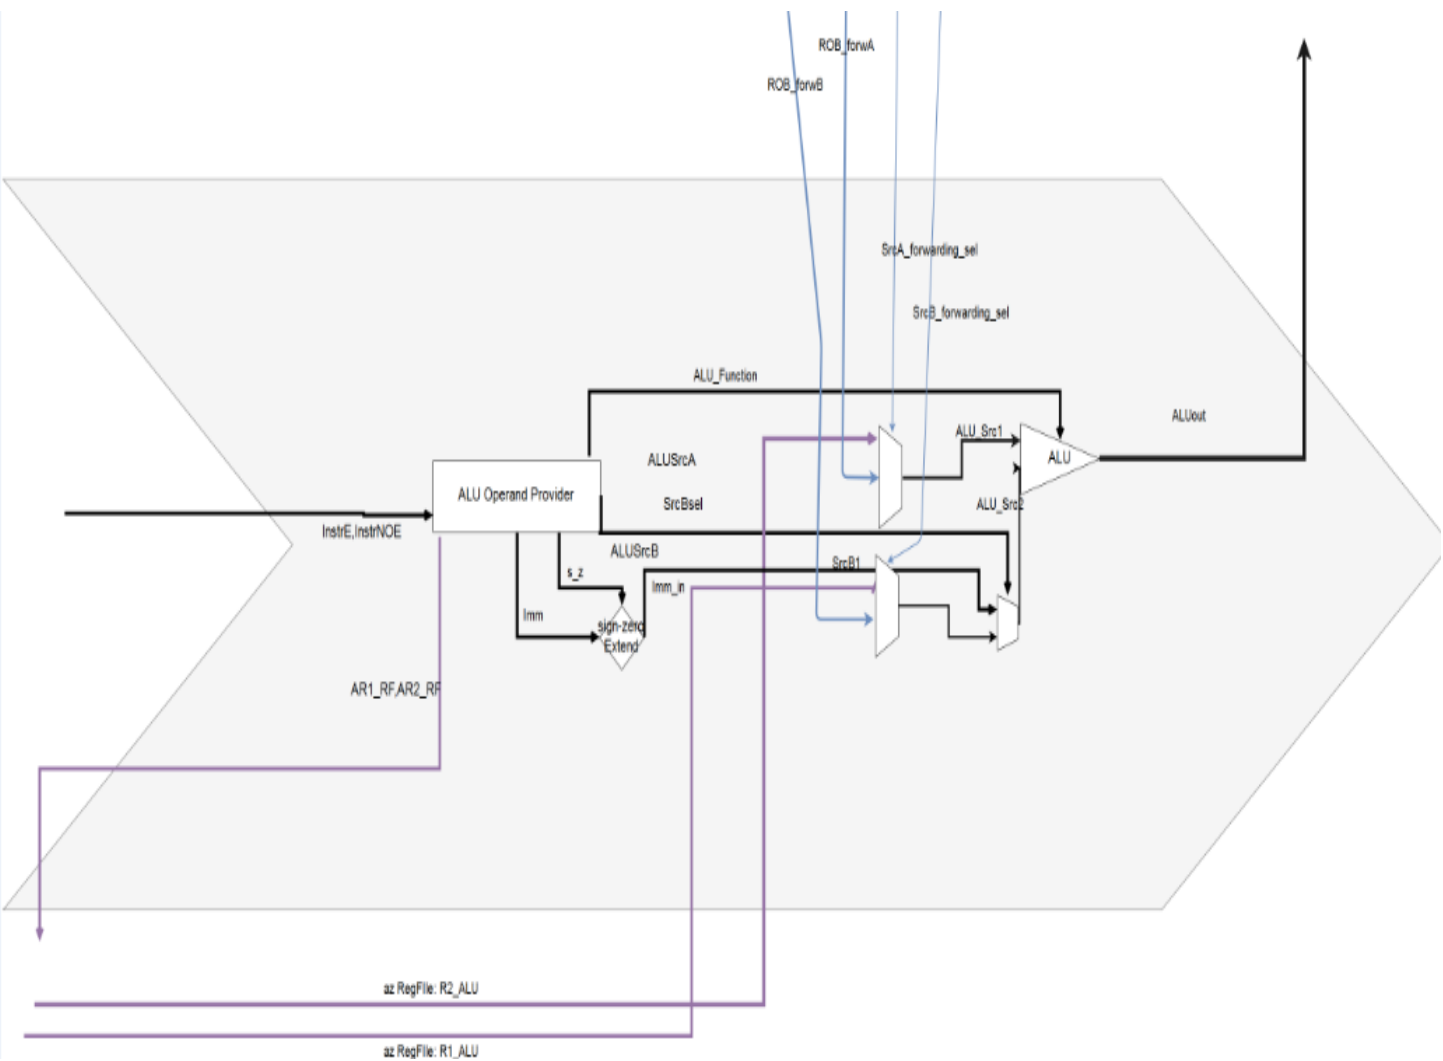 ROB_forwA
ROB_forwB
SrcA_forwarding_sel
SrcB_forwarding_sel
ALU_Function
ALUout
ALU_Src1
ALU
ALUSrcA
ALU Operand Provider
SrcBsel
ALU_Src2
InstrE,InstrNOE
ALUSrcB
SrcB1
s_z
Imm_in
Imm
sign-zero
Extend
AR1_RF,AR2_RF
az RegFile: R2_ALU
az RegFile: R1_ALU